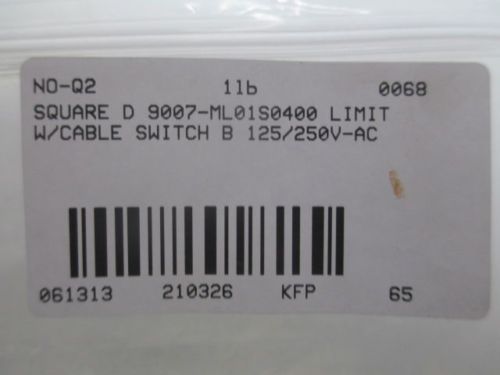 NO-Q2 1lb 0068
SQUARE D 9007-ML01S0400 LIMIT
W/CABLE SWITCH B 125/250V-AC
061313 210326 KFP 65